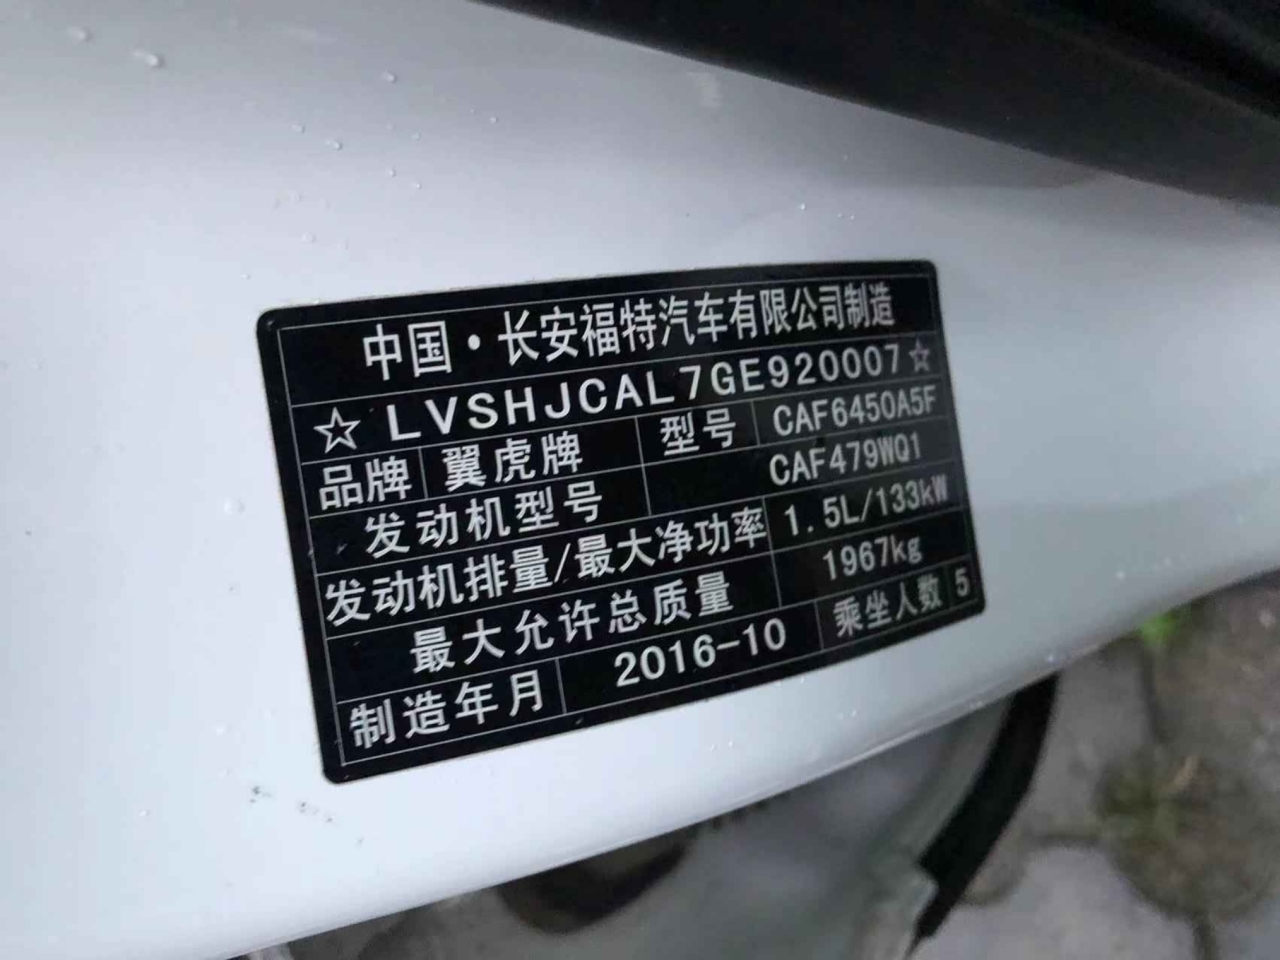 中国·长安福特汽车有限公司制造
☆LVSHJCAL7GE920007☆
品牌 翼虎牌 型号 CAF6450A5F
发动机型号 CAF479WQ1
发动机排量/最大净功率 1.5L/133kW
最大允许总质量 1967kg
制造年月 2016-10 乘坐人数 5